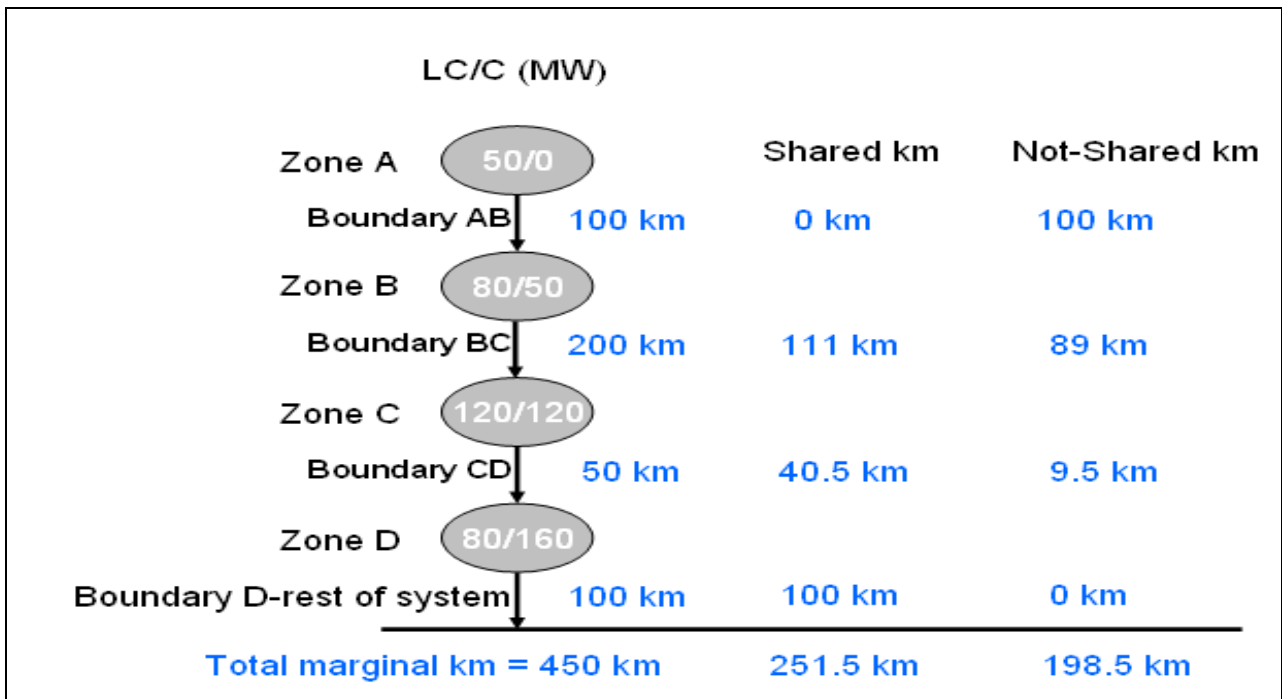 LC/C (MW)
Shared km Not-Shared km
Zone A 50/0
Boundary AB 100 km 0 km 100 km
Zone B 80/50
Boundary BC 200 km 111 km 89 km
Zone C 120/120
Boundary CD 50 km 40.5 km 9.5 km
Zone D 80/160
Boundary D-rest of system 100 km 100 km 0 km
Total marginal km = 450 km 251.5 km 198.5 km